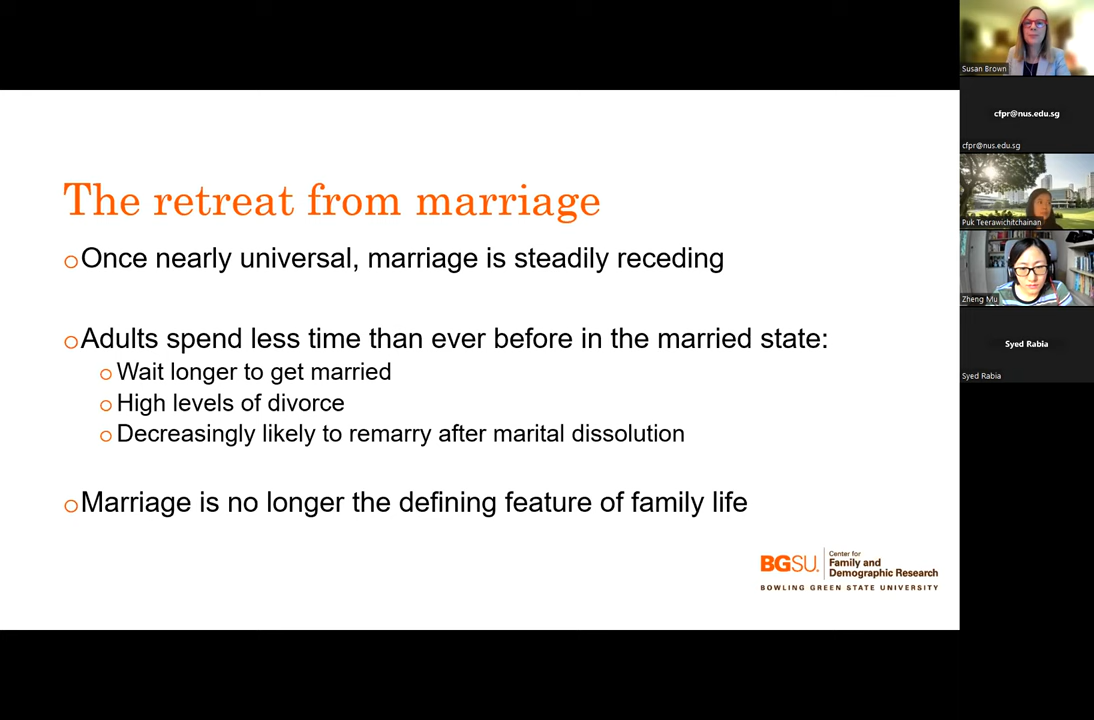 The retreat from marriage
Once nearly universal, marriage is steadily receding
Adults spend less time than ever before in the married state:
Wait longer to get married
High levels of divorce
Decreasingly likely to remarry after marital dissolution
Marriage is no longer the defining feature of family life
BGSU. Center for
Family and
Demographic Research
BOWLING GREEN STATE UNIVERSITY
Susan Brown
cfpr@nus.edu.sg
cfpr@nus.edu.sg
Puk Teerawichitchainan
Zheng Mu
Syed Rabia
Syed Rabia